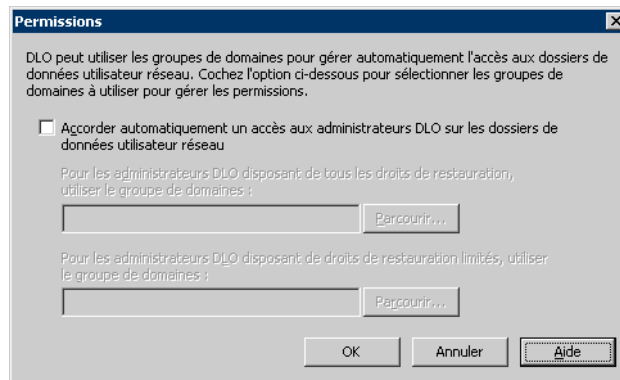 Permissions
DLO peut utiliser les groupes de domaines pour gérer automatiquement l'accès aux dossiers de
données utilisateur réseau. Cochez l'option ci-dessous pour sélectionner les groupes de
domaines à utiliser pour gérer les permissions.
Accorder automatiquement un accès aux administrateurs DLO sur les dossiers de
données utilisateur réseau
Pour les administrateurs DLO disposant de tous les droits de restauration,
utiliser le groupe de domaines :
Parcourir...
Pour les administrateurs DLO disposant de droits de restauration limités, utiliser
le groupe de domaines :
Parcourir...
OK Annuler Aide